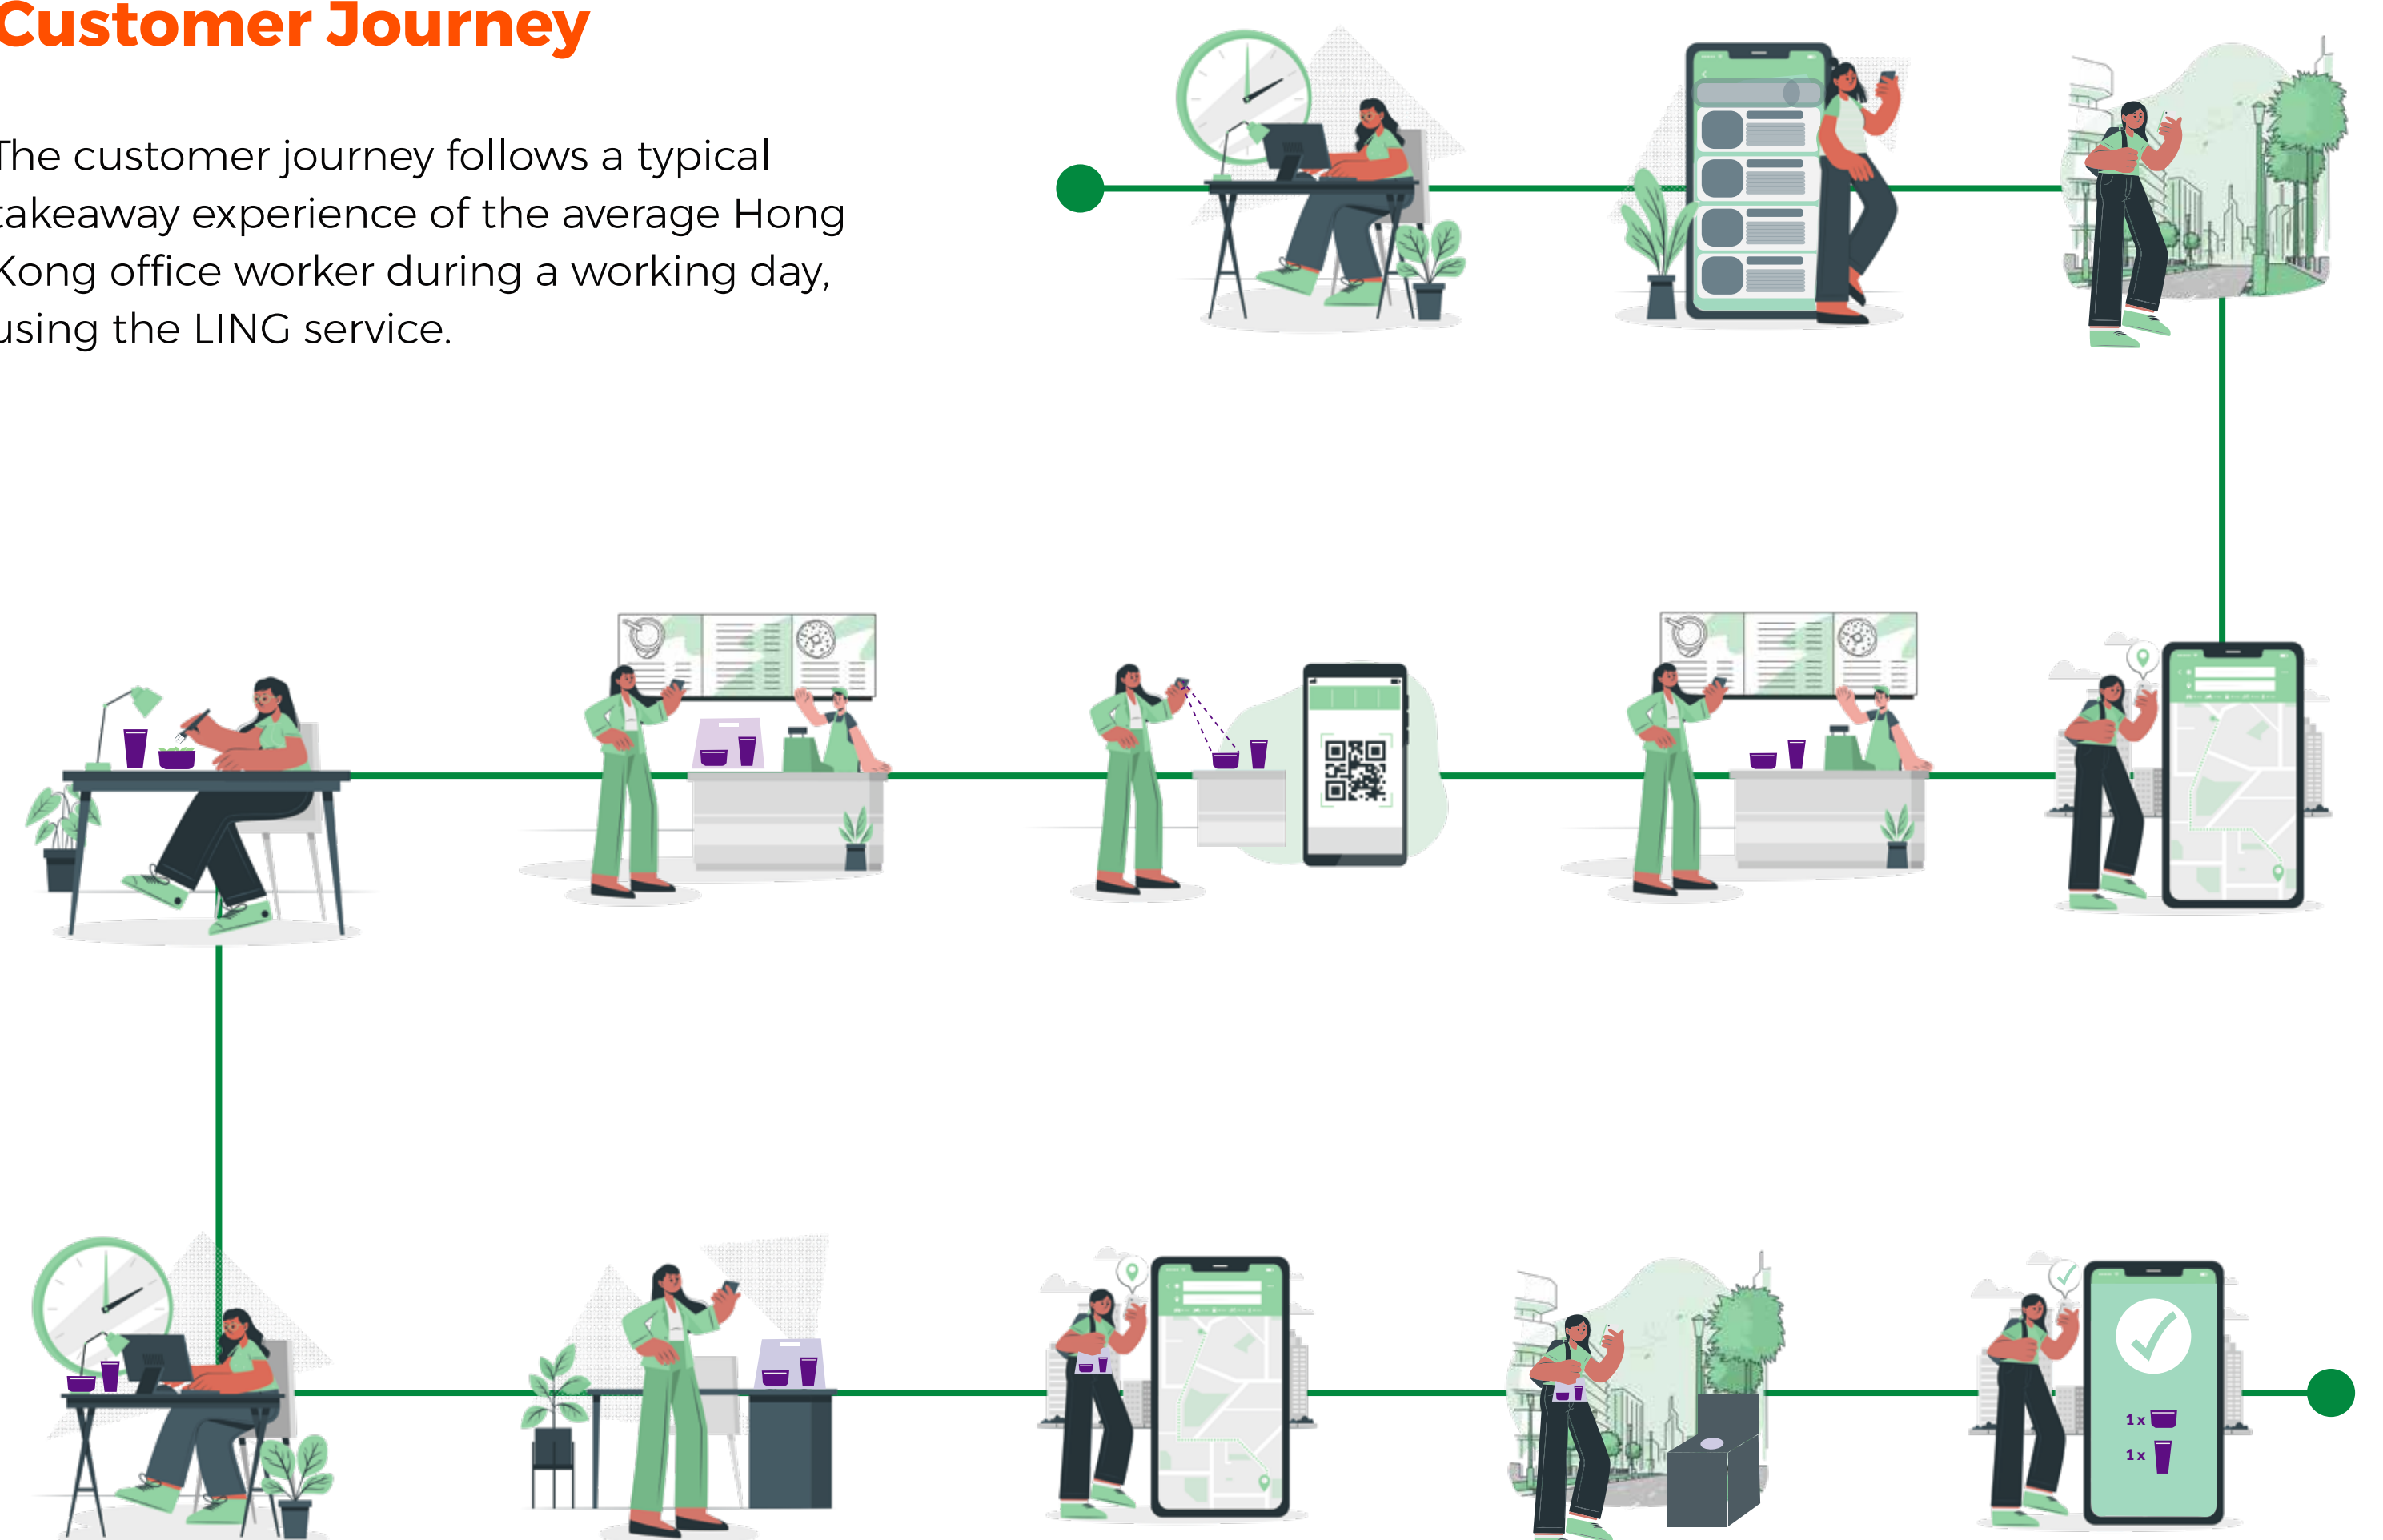 Customer Journey
The customer journey follows a typical
takeaway experience of the average Hong
Kong office worker during a working day,
using the LING service.
1 x
1 x